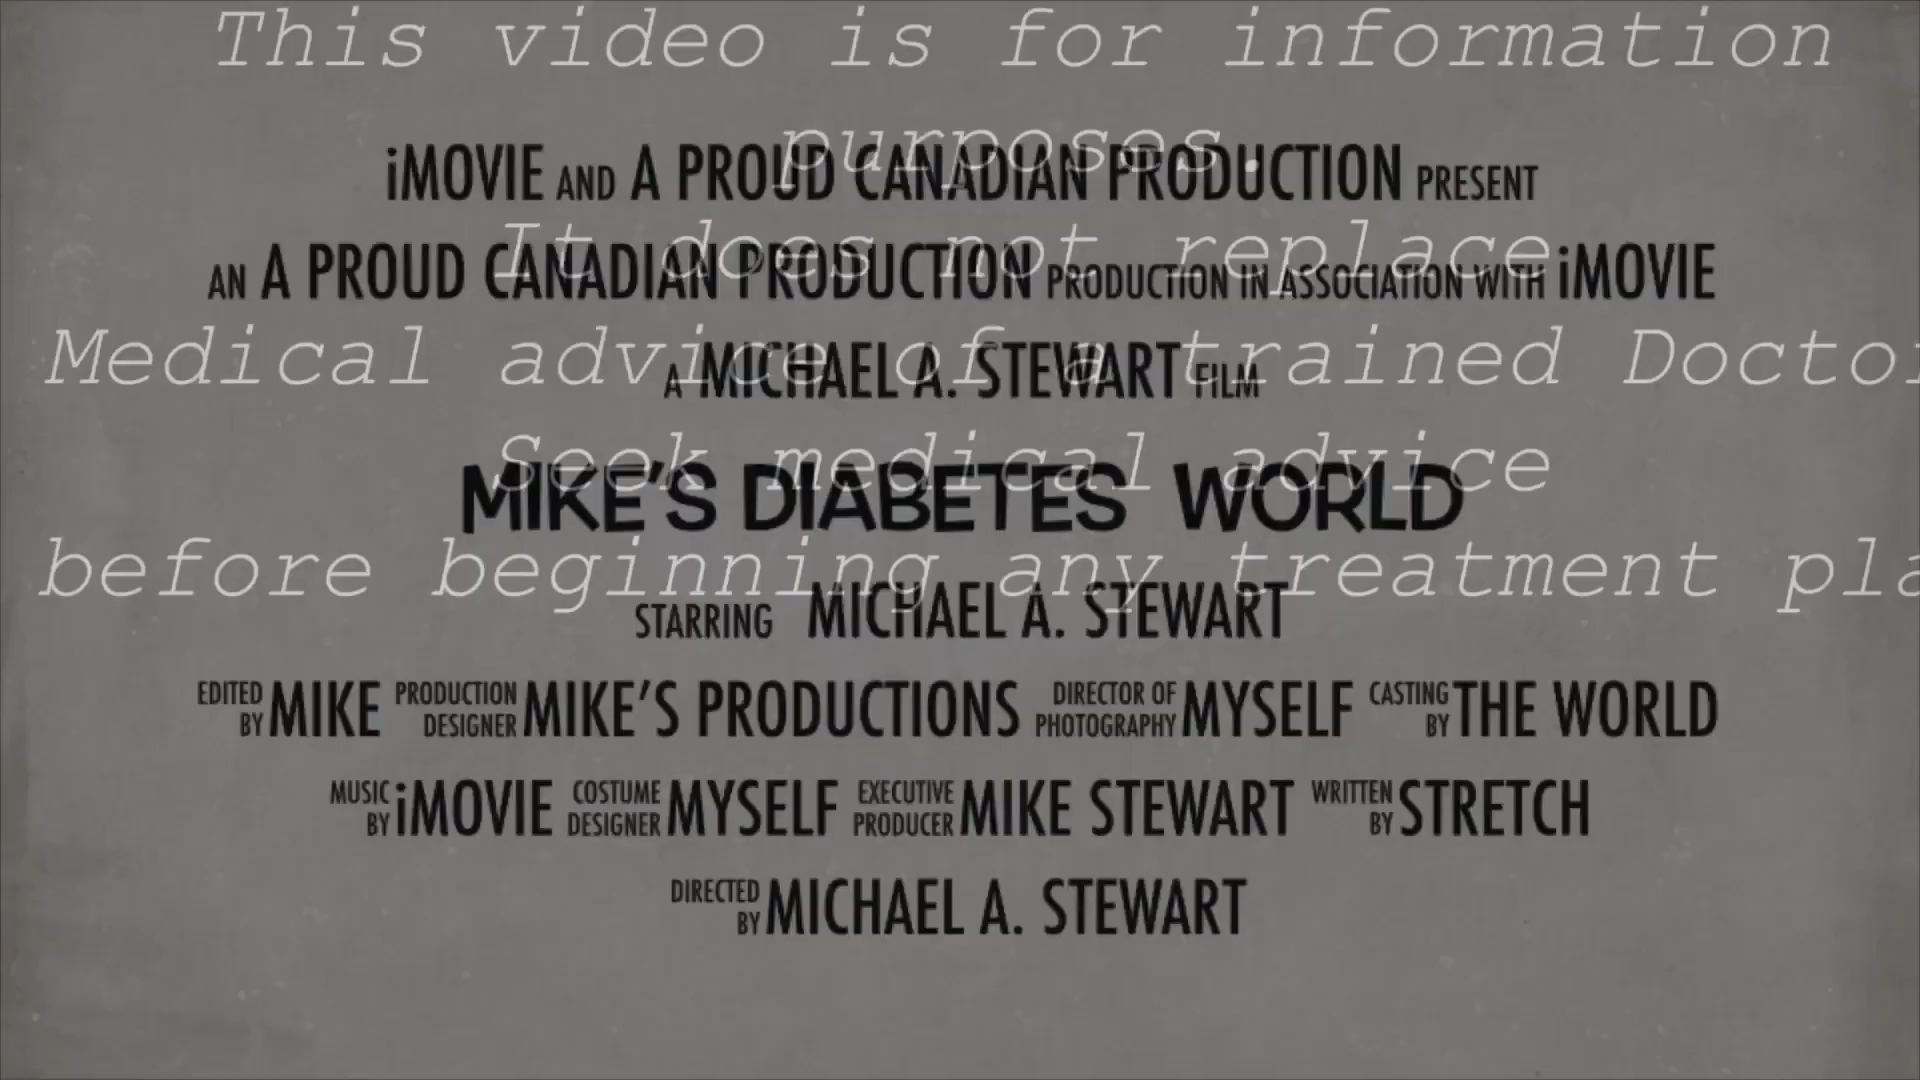 This video is for information
purposes.
It does not replace
Medical advice of a trained Docto
Seek medical advice
before beginning any treatment pla
iMOVIE AND A PROUD CANADIAN PRODUCTION PRESENT
AN A PROUD CANADIAN PRODUCTION PRODUCTION IN ASSOCIATION WITH iMOVIE
A MICHAEL A. STEWART FILM
MIKE'S DIABETES WORLD
STARRING MICHAEL A. STEWART
EDITED BY MIKE PRODUCTION DESIGNER MIKE'S PRODUCTIONS DIRECTOR OF PHOTOGRAPHY MYSELF CASTING BY THE WORLD
MUSIC BY iMOVIE COSTUME DESIGNER MYSELF EXECUTIVE PRODUCER MIKE STEWART WRITTEN BY STRETCH
DIRECTED BY MICHAEL A. STEWART